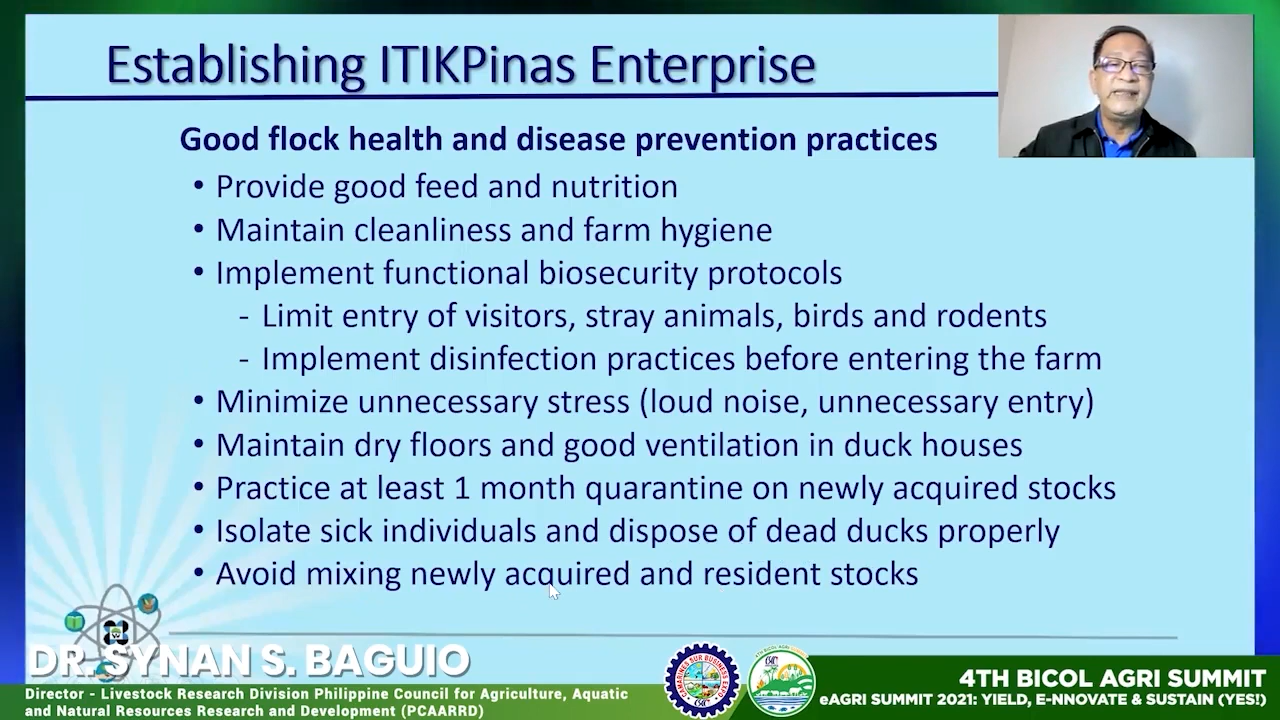 Establishing ITIKPinas Enterprise
Good flock health and disease prevention practices
• Provide good feed and nutrition
• Maintain cleanliness and farm hygiene
• Implement functional biosecurity protocols
- Limit entry of visitors, stray animals, birds and rodents
- Implement disinfection practices before entering the farm
• Minimize unnecessary stress (loud noise, unnecessary entry)
• Maintain dry floors and good ventilation in duck houses
• Practice at least 1 month quarantine on newly acquired stocks
• Isolate sick individuals and dispose of dead ducks properly
• Avoid mixing newly acquired and resident stocks
DR. SYNAN S. BAGUIO
Director - Livestock Research Division Philippine Council for Agriculture, Aquatic
and Natural Resources Research and Development (PCAARRD)
4TH BICOL AGRI SUMMIT
eAGRI SUMMIT 2021: YIELD, E-NNOVATE & SUSTAIN (YES!)